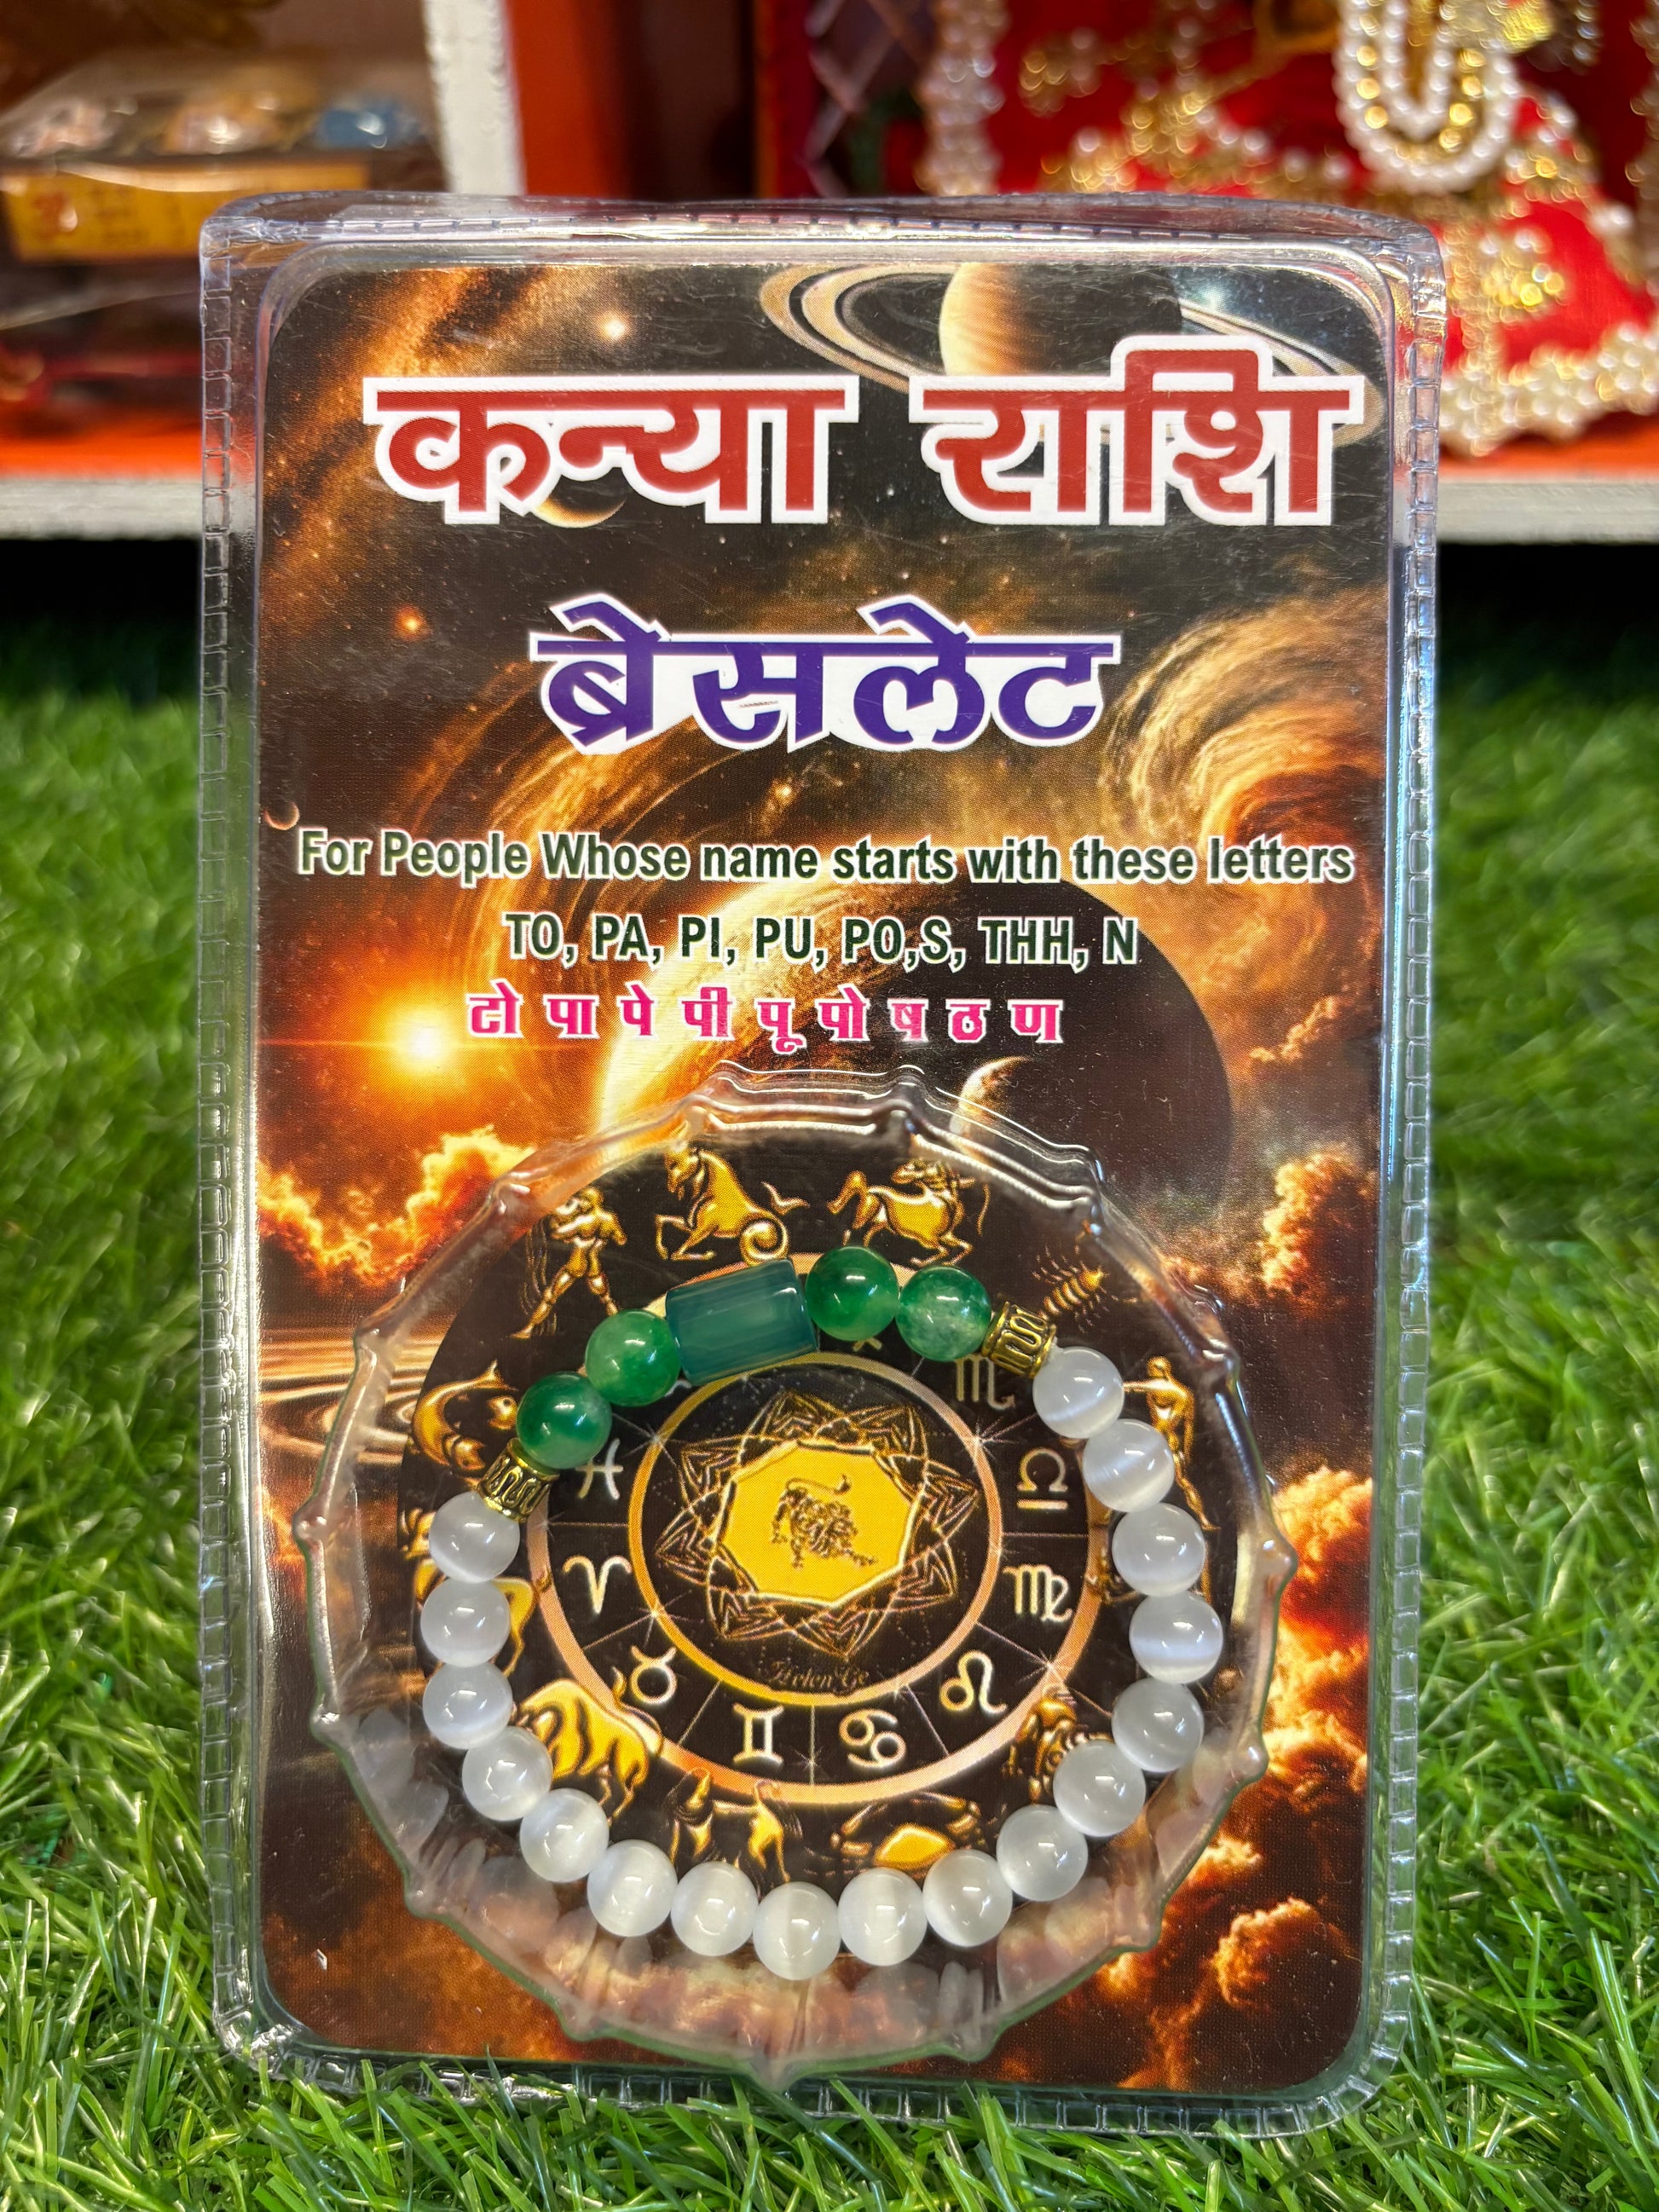 कन्या राशि
ब्रेसलेट
For People Whose name starts with these letters
TO, PA, PI, PU, PO,S, THH, N
टो पा पे पी पू पो ष ठ ण